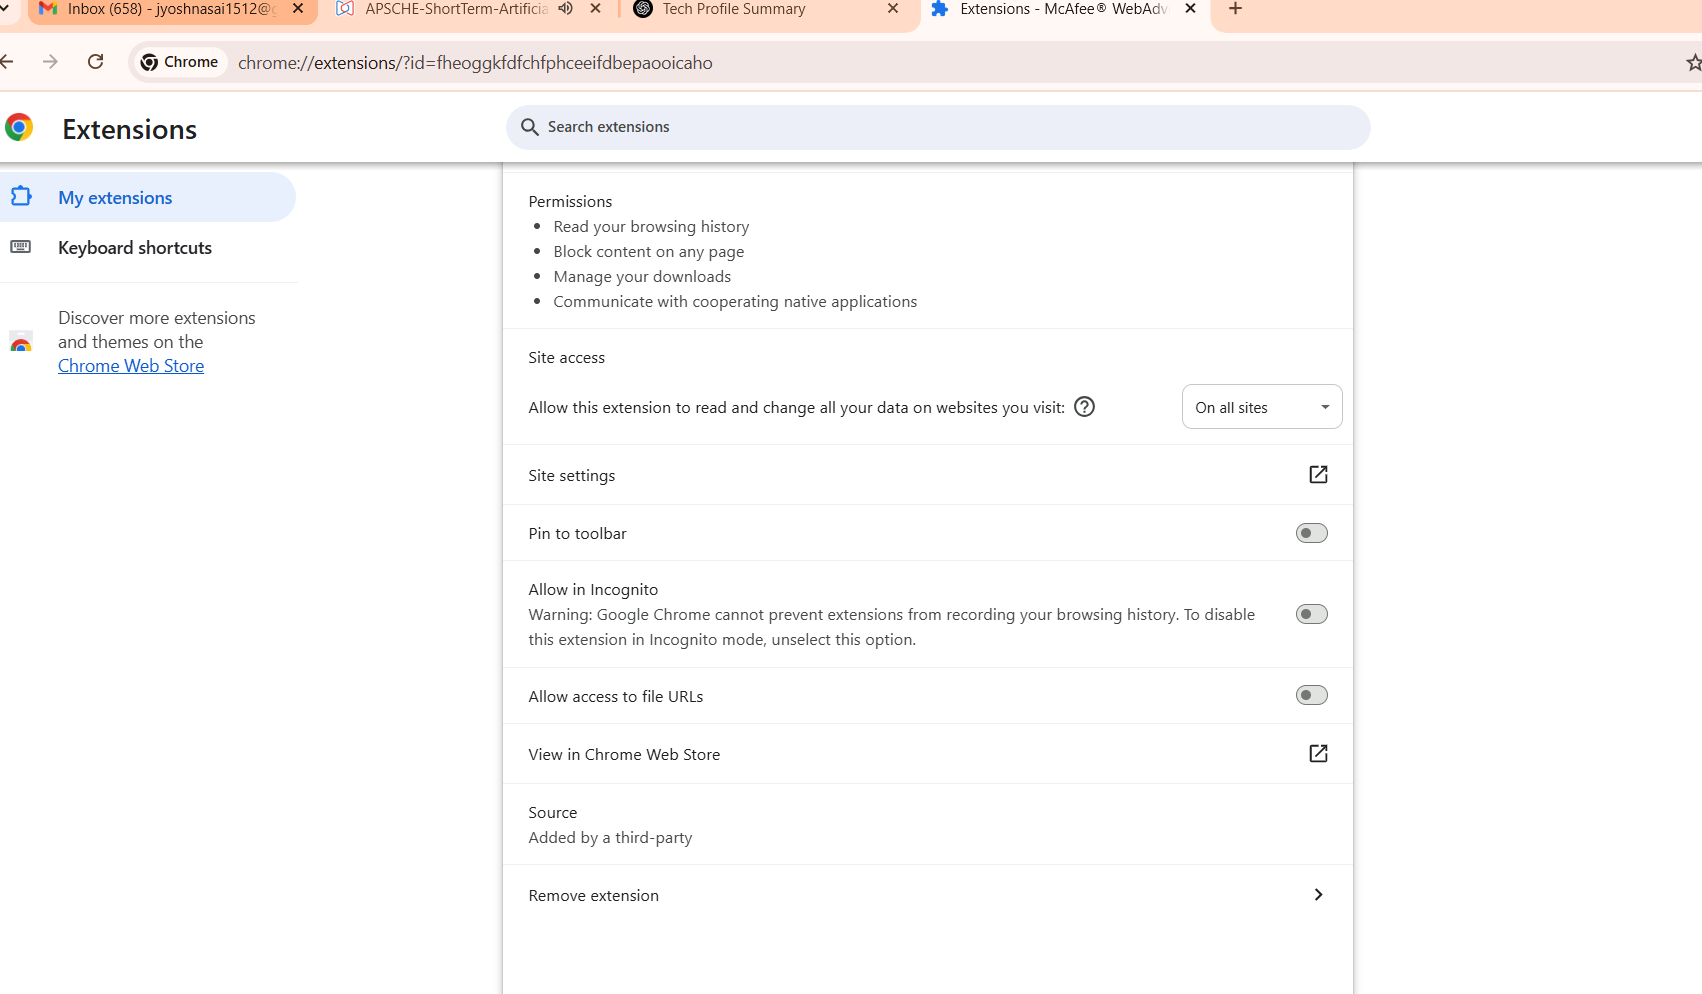 Inbox (658) - jyoshnasai1512@g
APSCHE-ShortTerm-Artificia
Tech Profile Summary
Extensions - McAfee® WebAdv
Chrome
chrome://extensions/?id=fheoggkfdfchfphceeifdbepaooicaho
Extensions
Search extensions
My extensions
Keyboard shortcuts
Discover more extensions
and themes on the
Chrome Web Store
Permissions
• Read your browsing history
• Block content on any page
• Manage your downloads
• Communicate with cooperating native applications
Site access
Allow this extension to read and change all your data on websites you visit:
On all sites
Site settings
Pin to toolbar
Allow in Incognito
Warning: Google Chrome cannot prevent extensions from recording your browsing history. To disable
this extension in Incognito mode, unselect this option.
Allow access to file URLs
View in Chrome Web Store
Source
Added by a third-party
Remove extension